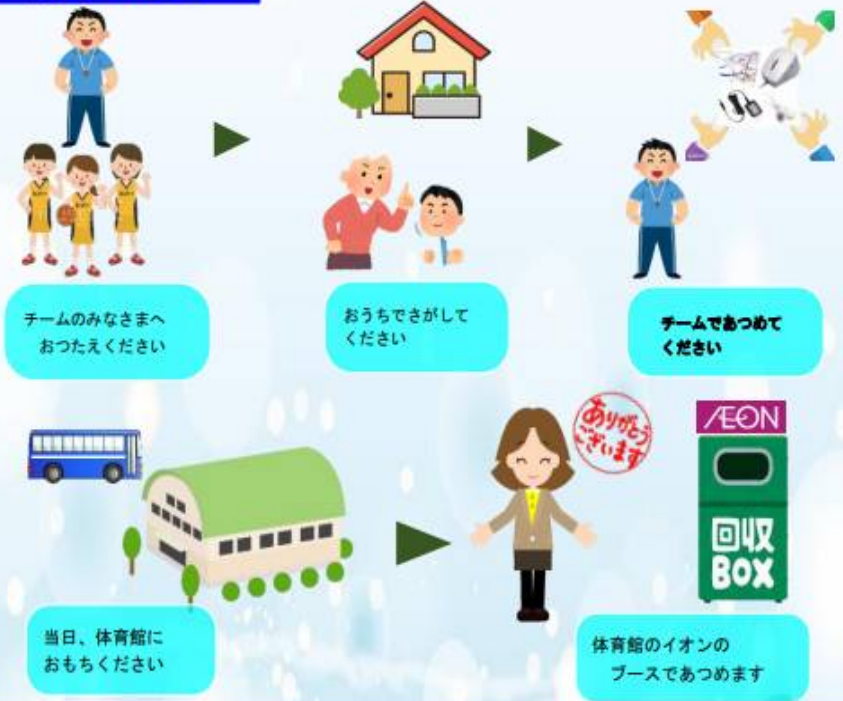 チームのみなさまへ
おつたえください
おうちでさがして
ください
チームであつめて
ください
ありがとう
ございます
ÆON
回収
BOX
当日、体育館に
おもちください
体育館のイオンの
ブースであつめます